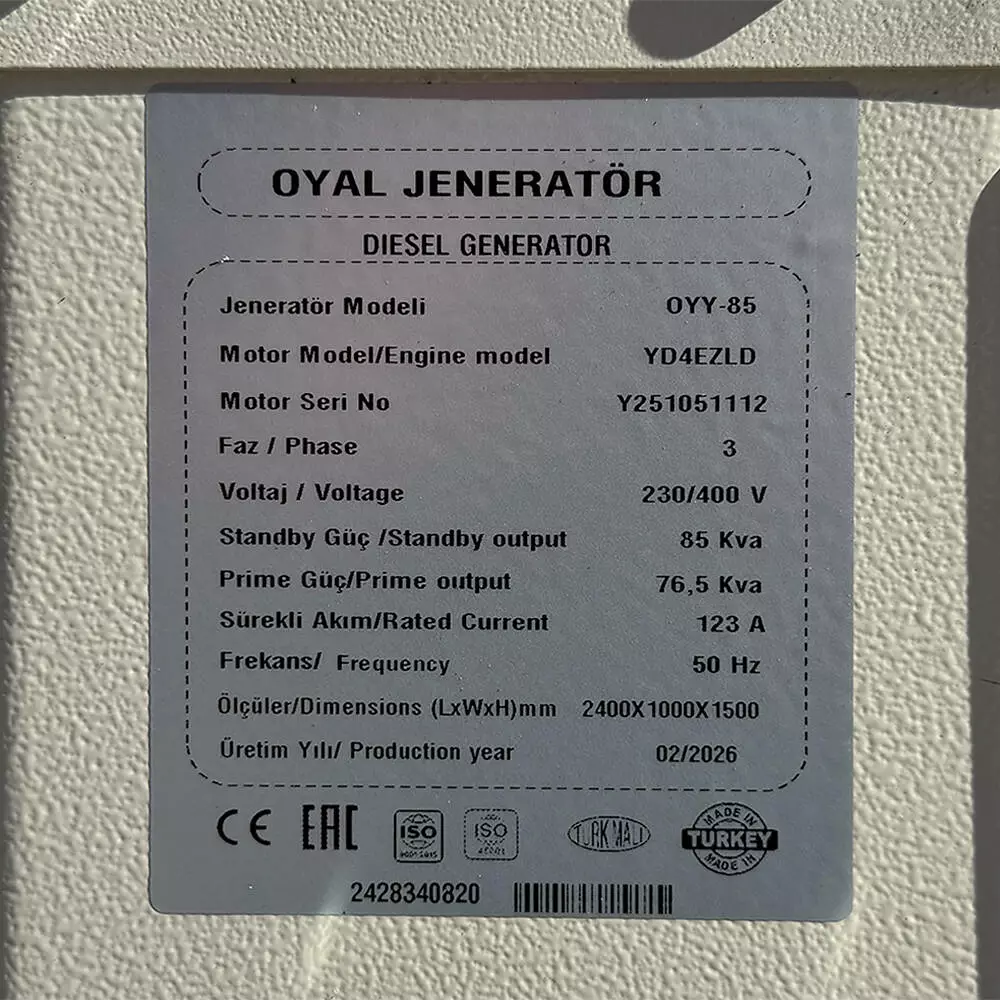 OYAL JENERATÖR
DIESEL GENERATOR
Jeneratör Modeli OYY-85
Motor Model/Engine model YD4EZLD
Motor Seri No Y251051112
Faz / Phase 3
Voltaj / Voltage 230/400 V
Standby Güç /Standby output 85 Kva
Prime Güç/Prime output 76,5 Kva
Sürekli Akım/Rated Current 123 A
Frekans/ Frequency 50 Hz
Ölçüler/Dimensions (LxWxH)mm 2400X1000X1500
Üretim Yılı/ Production year 02/2026
CE EAC ISO ISO TURK MALI MADE IN TURKEY MADE IN
2428340820